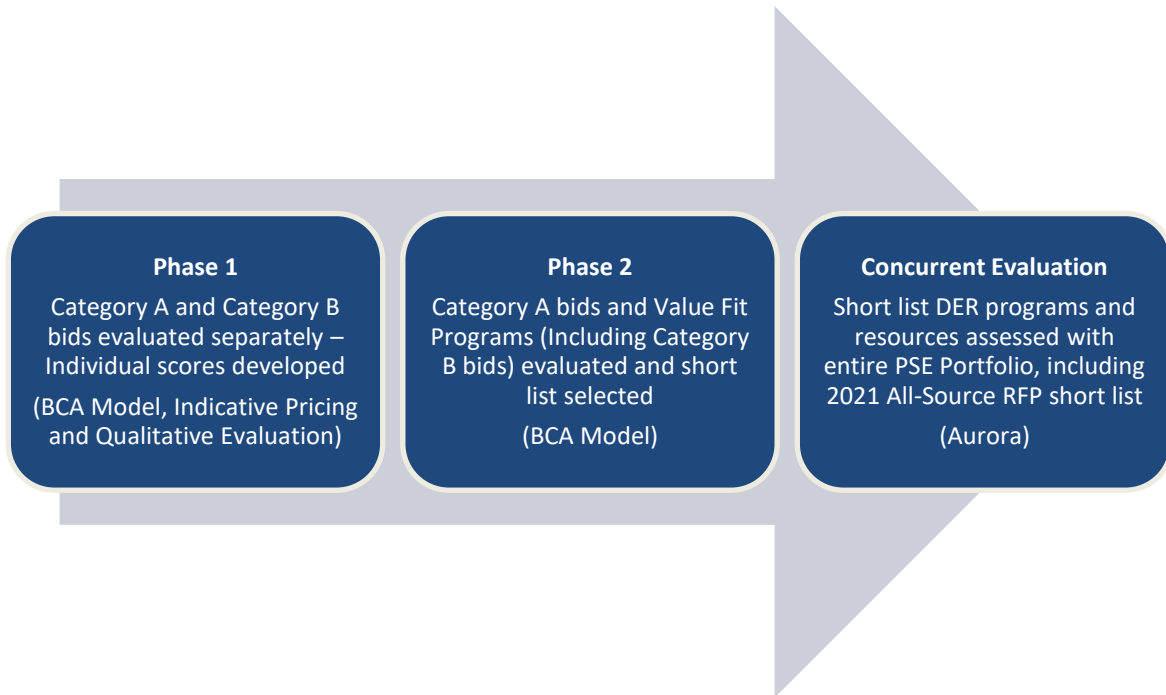 Phase 1
Category A and Category B
bids evaluated separately –
Individual scores developed
(BCA Model, Indicative Pricing
and Qualitative Evaluation)
Phase 2
Category A bids and Value Fit
Programs (Including Category
B bids) evaluated and short
list selected
(BCA Model)
Concurrent Evaluation
Short list DER programs and
resources assessed with
entire PSE Portfolio, including
2021 All-Source RFP short list
(Aurora)